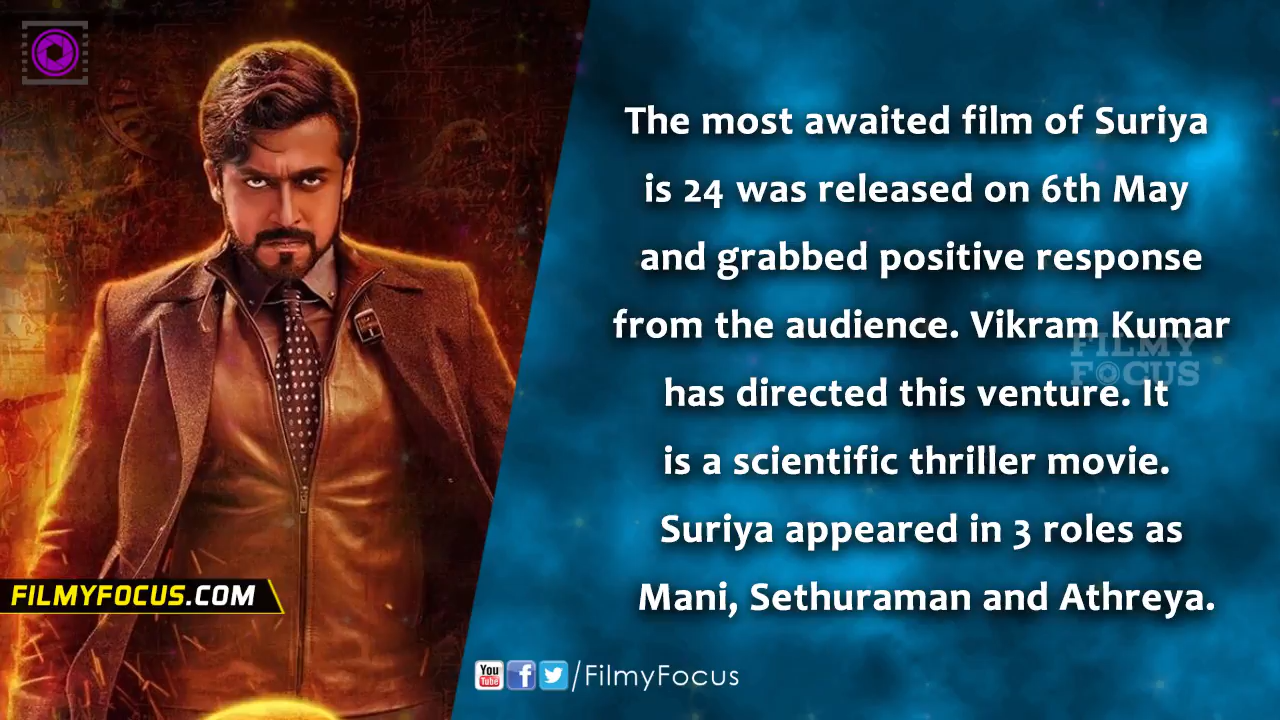 The most awaited film of Suriya
is 24 was released on 6th May
and grabbed positive response
from the audience. Vikram Kumar
has directed this venture. It
is a scientific thriller movie.
Suriya appeared in 3 roles as
Mani, Sethuraman and Athreya.
FILMY
FOCUS
FILMYFOCUS.COM
You
Tube
f
/FilmyFocus